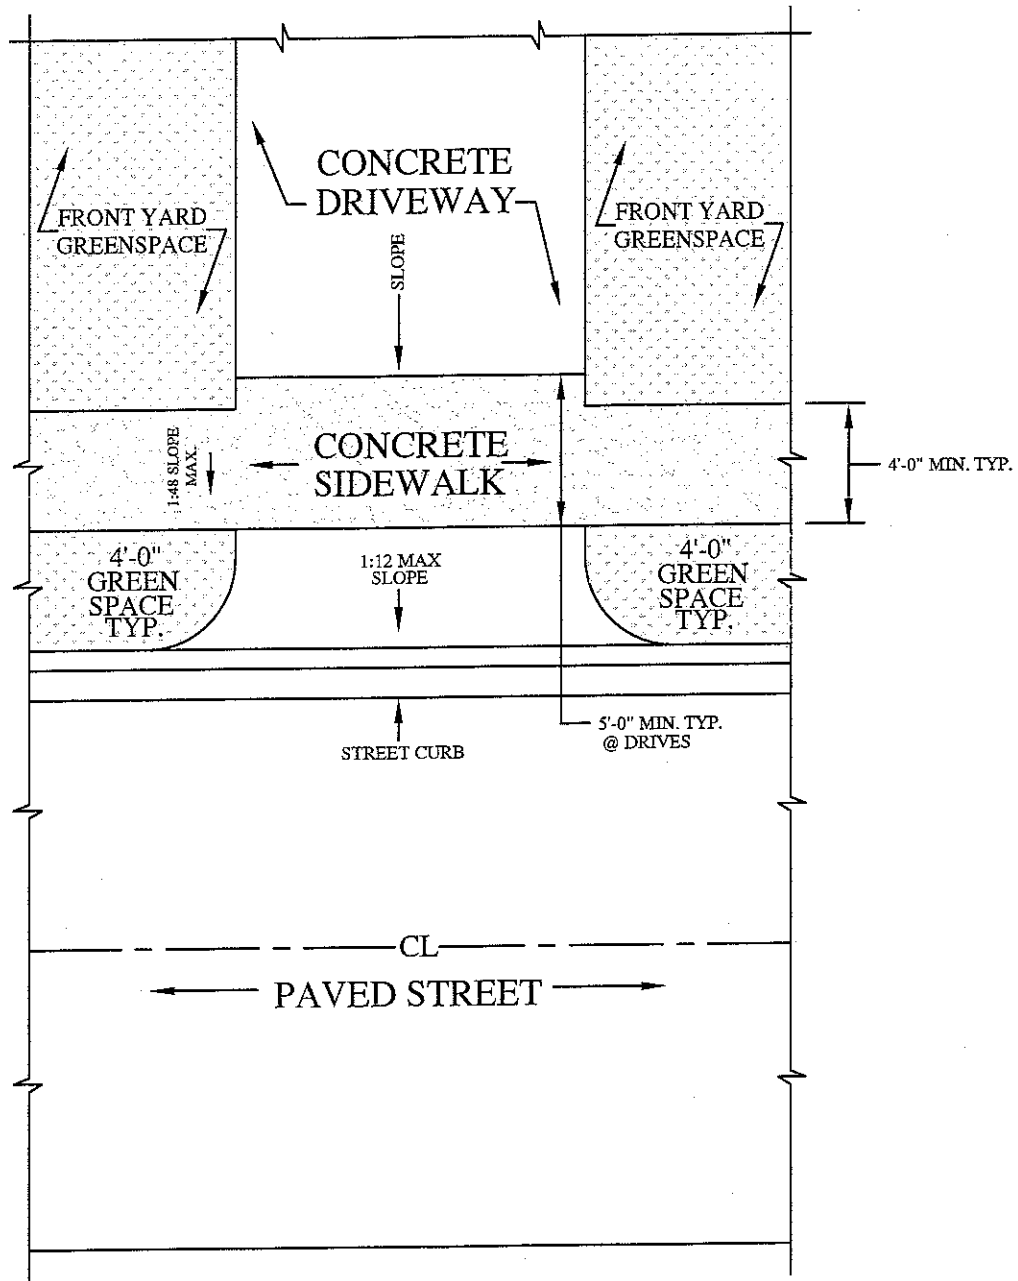 CONCRETE
DRIVEWAY
FRONT YARD
GREENSPACE
FRONT YARD
GREENSPACE
SLOPE
1:48 SLOPE
MAX.
CONCRETE
SIDEWALK
4'-0" MIN. TYP.
4'-0"
GREEN
SPACE
TYP.
1:12 MAX
SLOPE
4'-0"
GREEN
SPACE
TYP.
5'-0" MIN. TYP.
@ DRIVES
STREET CURB
CL
PAVED STREET